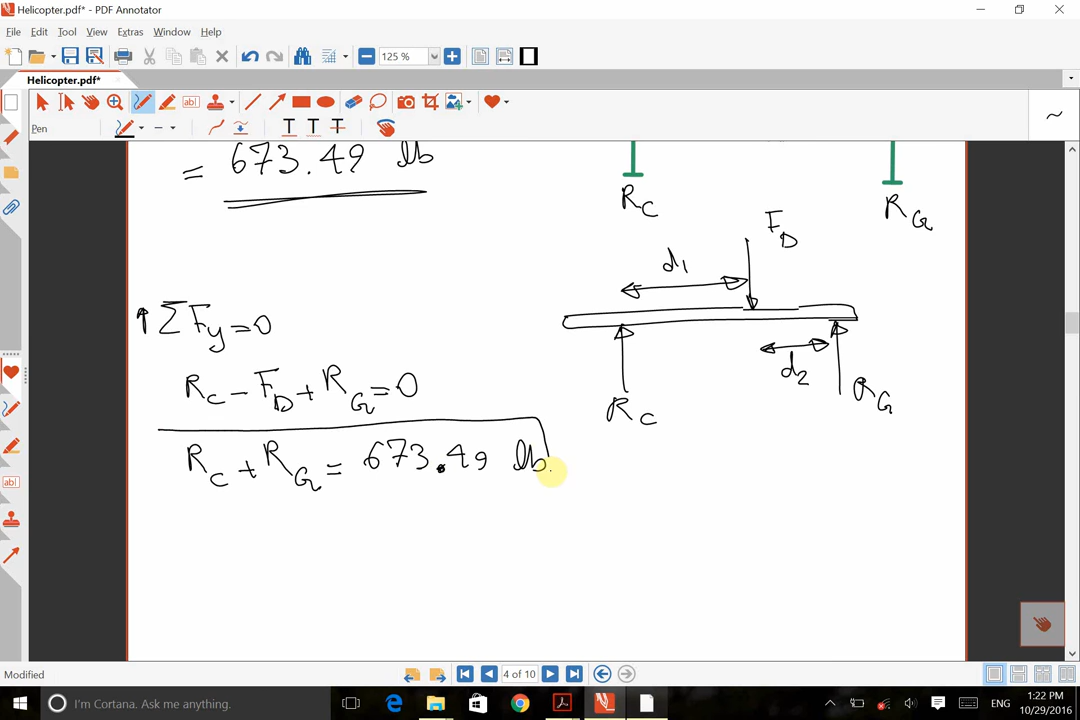 Helicopter.pdf* - PDF Annotator
File Edit Tool View Extras Window Help
125 %
Helicopter.pdf*
Pen
= 673.49 lb
R_C
R_G
F_D
d_1
↑ΣF_y=0
R_C - F_D + R_G = 0
d_2
R_C
R_G
R_C + R_G = 673.49 lb.
Modified
4 of 10
I'm Cortana. Ask me anything.
ENG
1:22 PM
10/29/2016